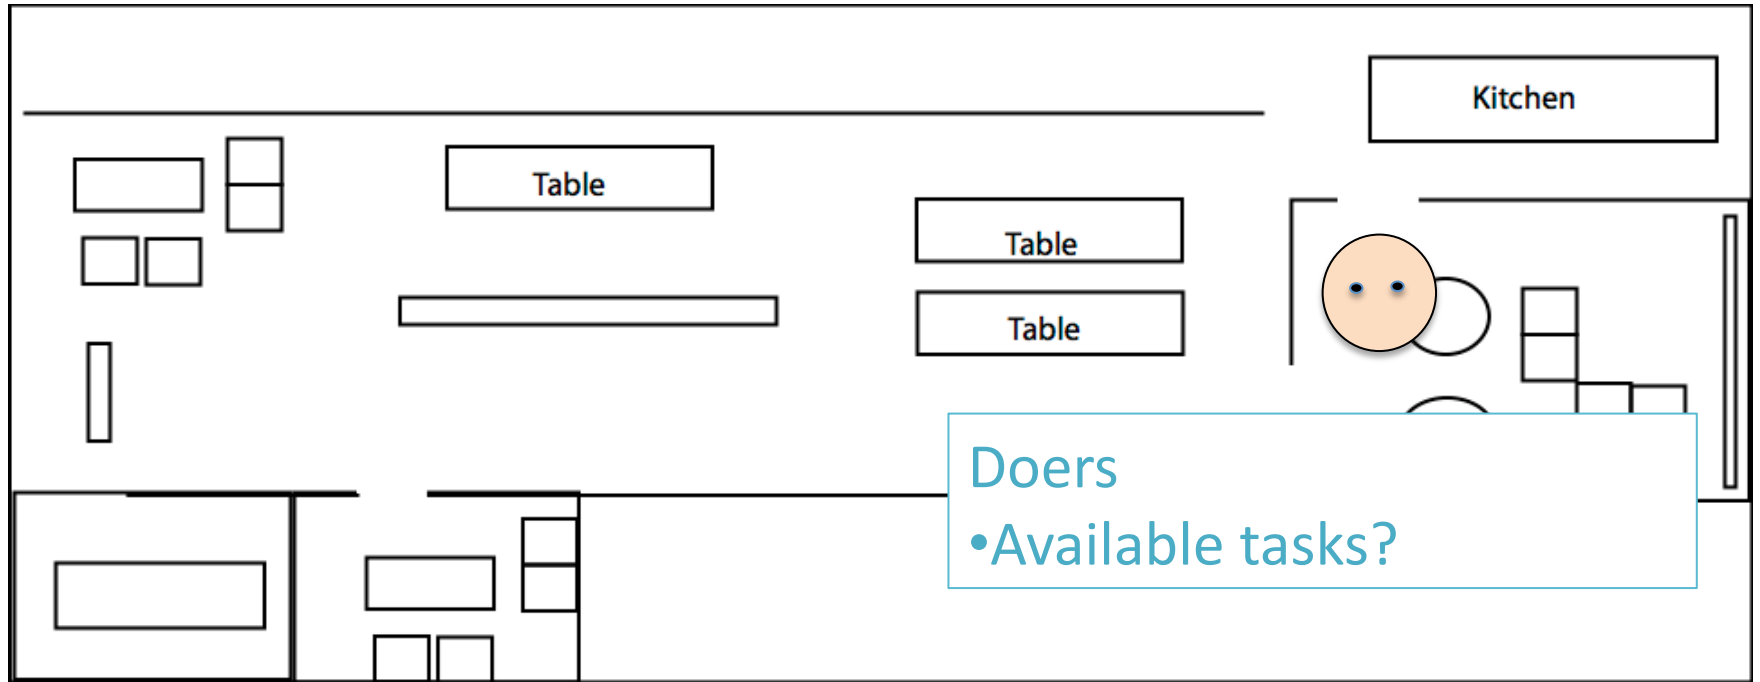 Kitchen
Table
Table
Table
Doers
•Available tasks?